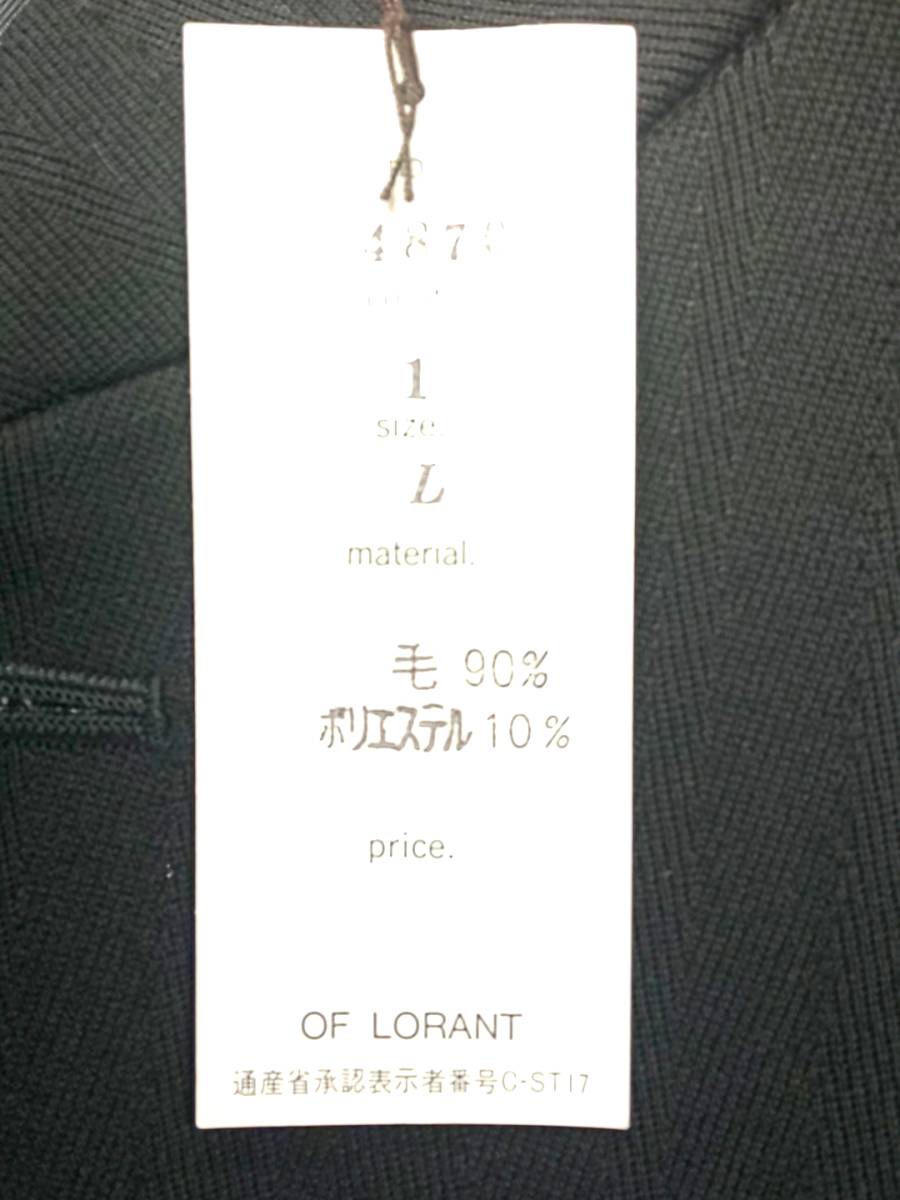 1
size.
L
material.
毛 90%
ポリエステル 10%
price.
OF LORANT
通産省承認表示者番号C-ST17